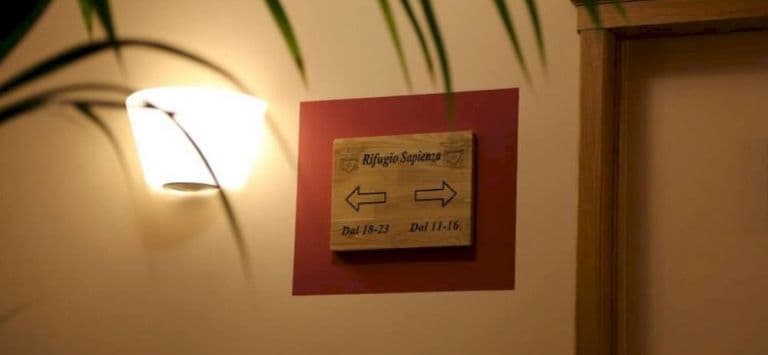 Rifugio Sapienza
Dal 18-23 Dal 11-16